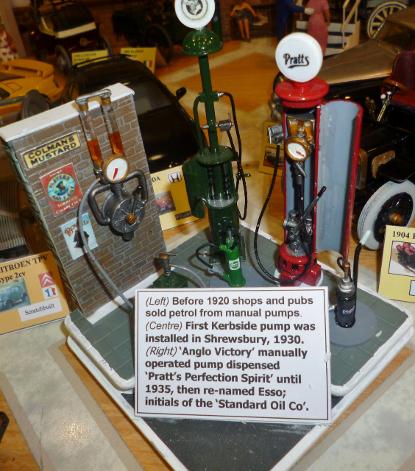 Pratts
COLMAN'S
MUSTARD
CITROEN TPV
type 2cv
HONDA
1904
(Left) Before 1920 shops and pubs
sold petrol from manual pumps.
(Centre) First Kerbside pump was
installed in Shrewsbury, 1930.
(Right) 'Anglo Victory' manually
operated pump dispensed
'Pratt's Perfection Spirit' until
1935, then re-named Esso;
initials of the 'Standard Oil Co'.